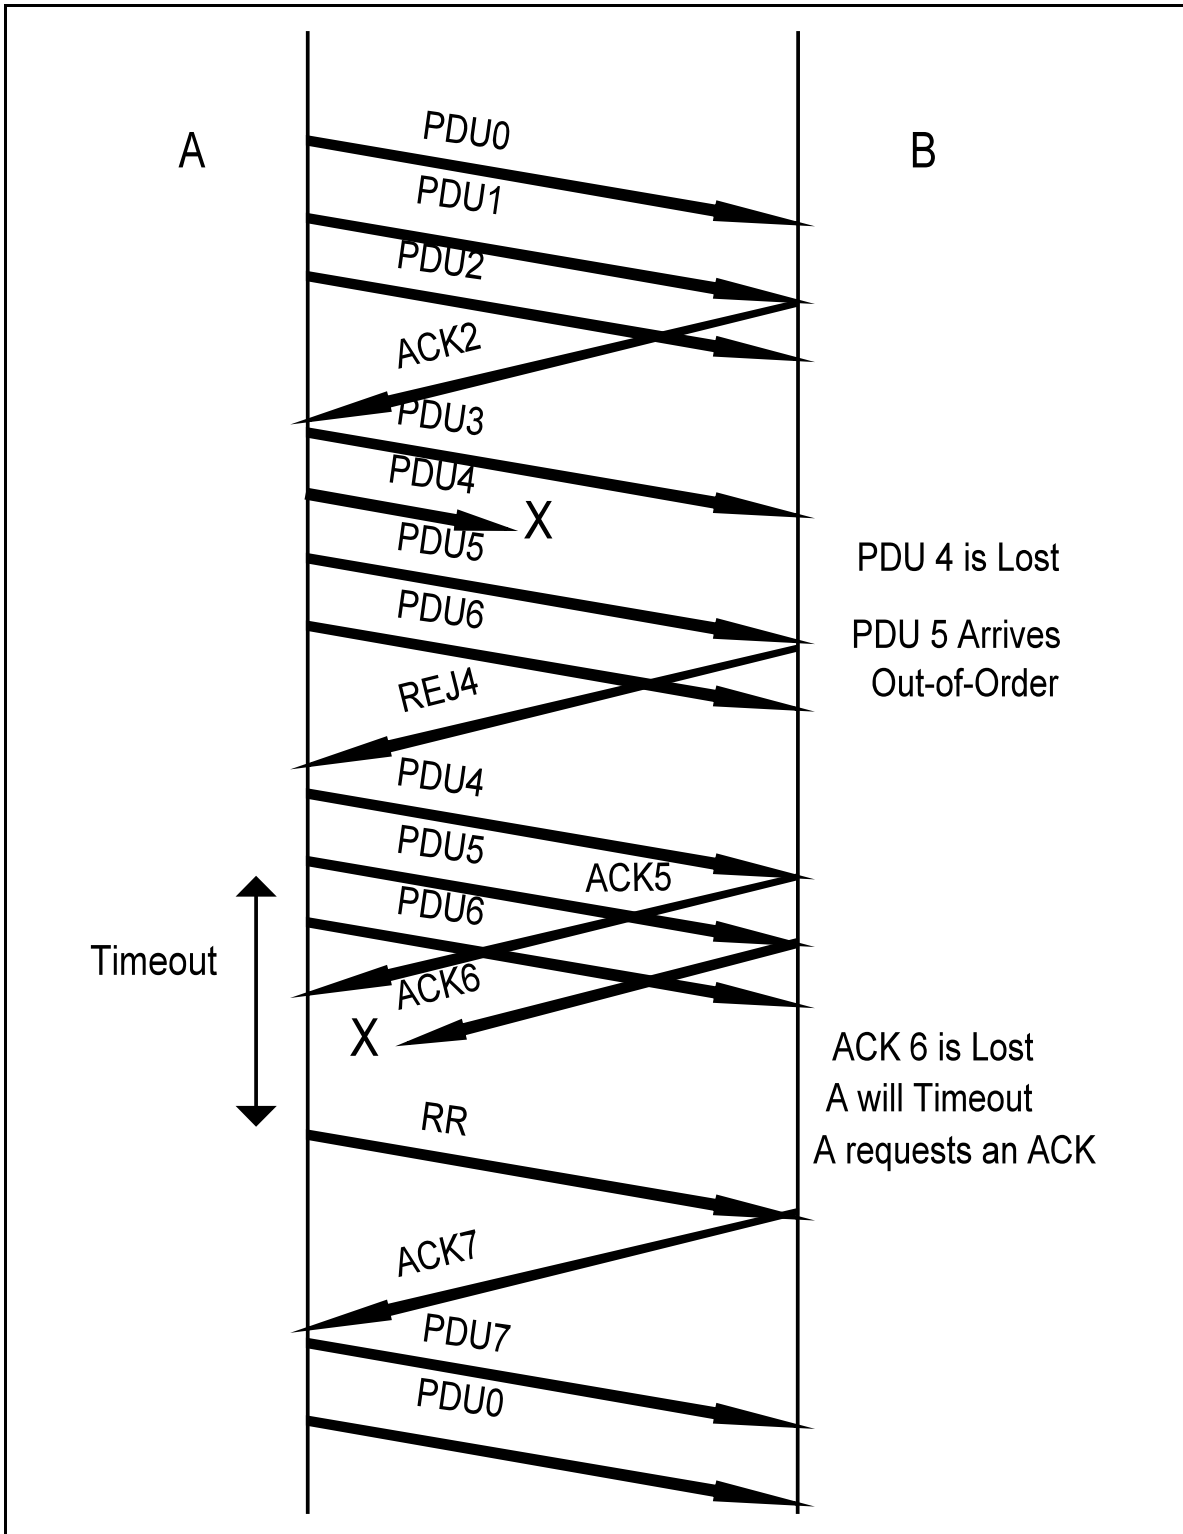 A
B
PDU0
PDU1
PDU2
ACK2
PDU3
PDU4
X
PDU5
PDU 4 is Lost
PDU6
PDU 5 Arrives
Out-of-Order
REJ4
PDU4
PDU5
ACK5
PDU6
Timeout
ACK6
X
ACK 6 is Lost
A will Timeout
RR
A requests an ACK
ACK7
PDU7
PDU0